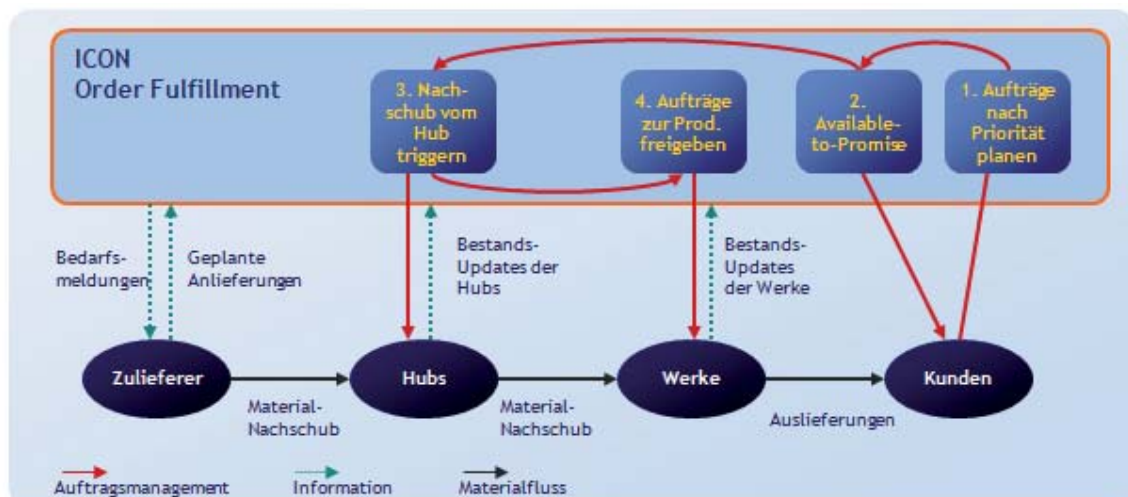 ICON
Order Fulfillment
3. Nach-
schub vom
Hub
triggern
4. Aufträge
zur Prod.
freigeben
2.
Available-
to-Promise
1. Aufträge
nach
Priorität
planen
Bedarfs-
meldungen
Geplante
Anlieferungen
Bestands-
Updates der
Hubs
Bestands-
Updates
der Werke
Zulieferer
Hubs
Werke
Kunden
Material-
Nachschub
Material-
Nachschub
Auslieferungen
Auftragsmanagement
Information
Materialfluss